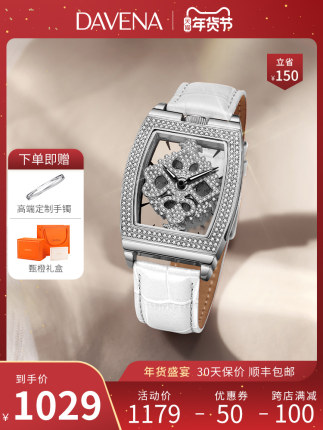 DAVENA 天猫 年货节
立省
¥150
下单即赠
高端定制手镯
甄橙礼盒
年货盛宴 30天保价 顺丰包邮
到手价 活动价 优惠券 跨店满减
¥1029 1179 - 50 - 100